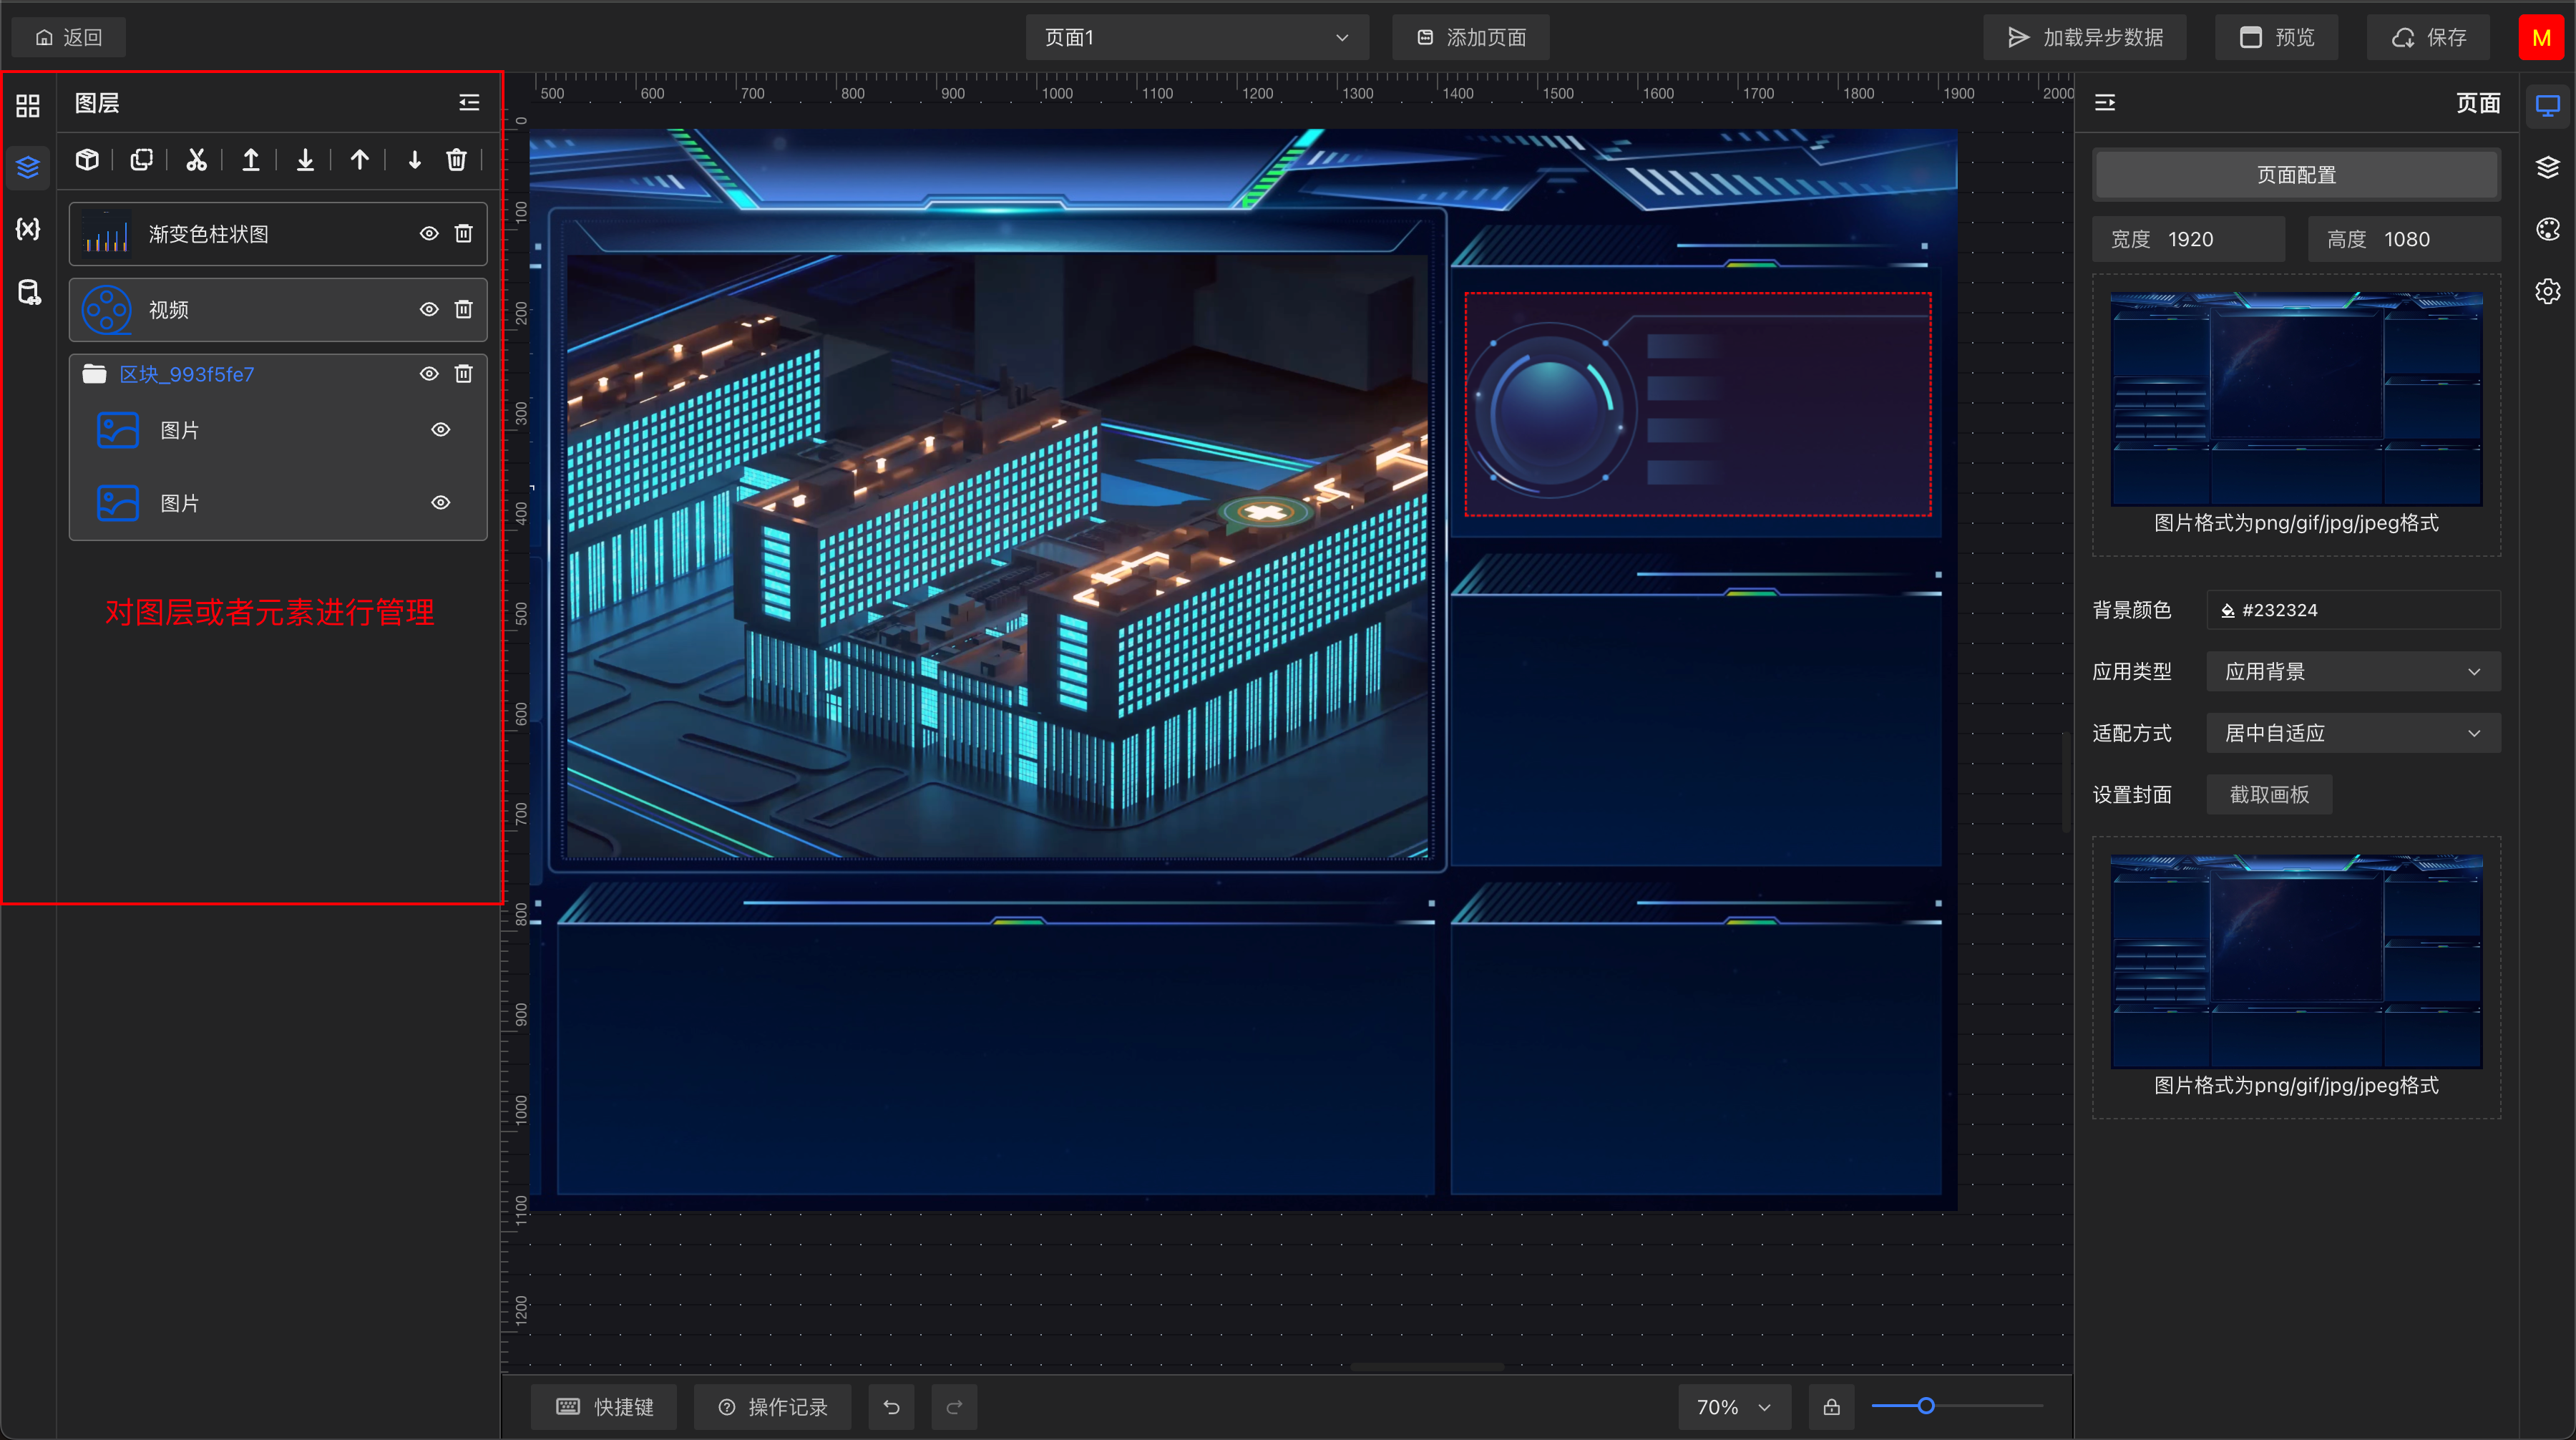 返回
页面1
添加页面
加载异步数据
预览
保存
M
图层
渐变色柱状图
视频
区块_993f5fe7
图片
图片
对图层或者元素进行管理
500 600 700 800 900 1000 1100 1200 1300 1400 1500 1600 1700 1800 1900 2000
0
100
200
300
400
500
600
700
800
900
1000
1100
1200
页面
页面配置
宽度 1920
高度 1080
图片格式为png/gif/jpg/jpeg格式
背景颜色 #232324
应用类型 应用背景
适配方式 居中自适应
设置封面 截取画板
图片格式为png/gif/jpg/jpeg格式
快捷键
操作记录
70%